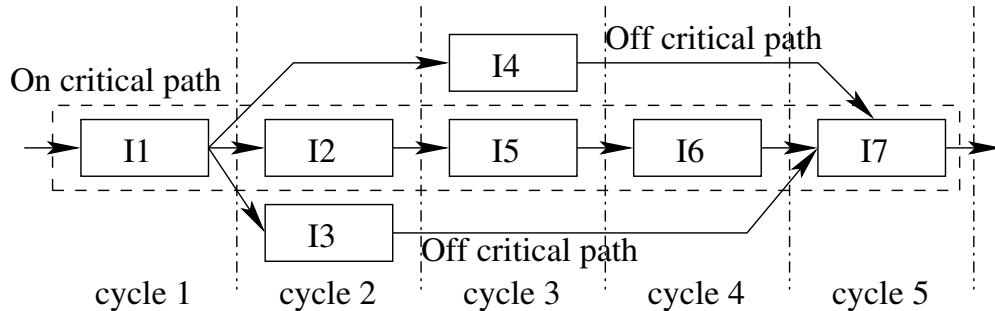 Off critical path
I4
On critical path
I1 I2 I5 I6 I7
I3
Off critical path
cycle 1 cycle 2 cycle 3 cycle 4 cycle 5